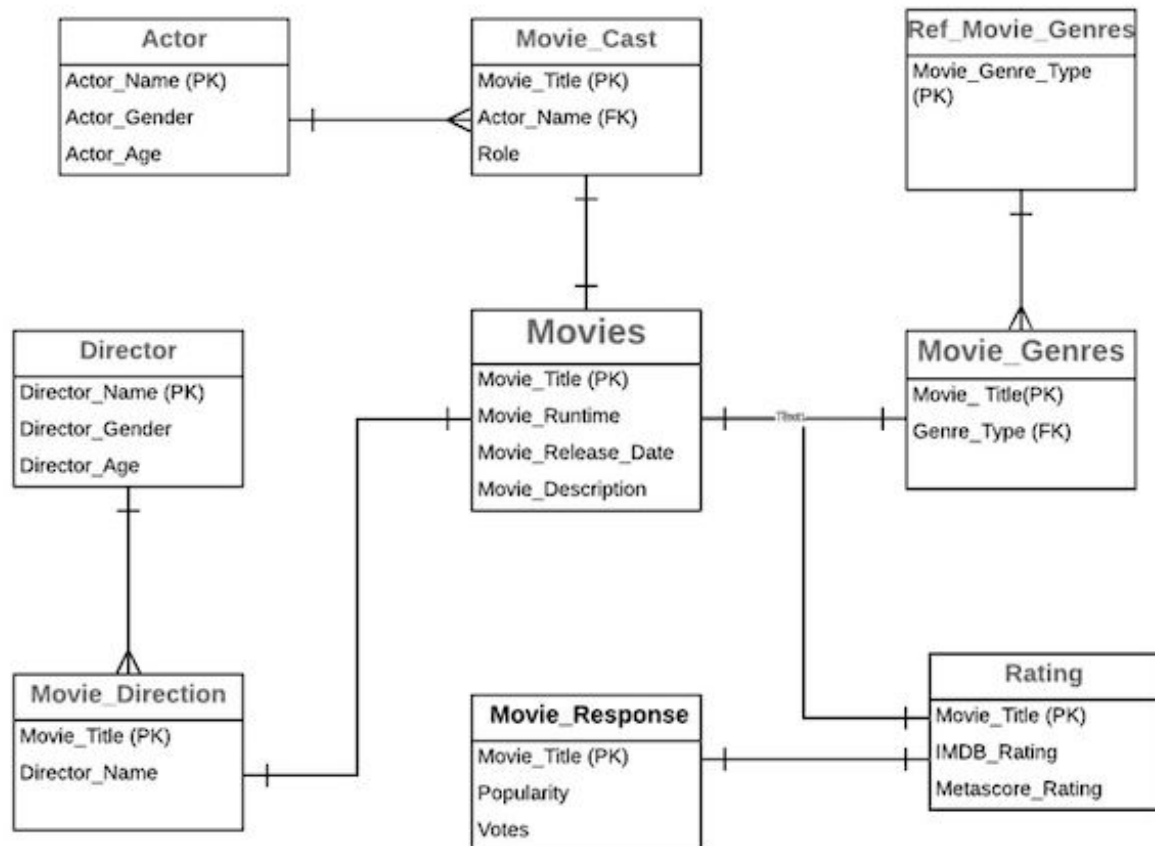 Actor
Actor_Name (PK)
Actor_Gender
Actor_Age
Movie_Cast
Movie_Title (PK)
Actor_Name (FK)
Role
Ref_Movie_Genres
Movie_Genre_Type
(PK)
Director
Director_Name (PK)
Director_Gender
Director_Age
Movies
Movie_Title (PK)
Movie_Runtime
Movie_Release_Date
Movie_Description
Movie_Genres
Movie_ Title(PK)
Genre_Type (FK)
Movie_Direction
Movie_Title (PK)
Director_Name
Movie_Response
Movie_Title (PK)
Popularity
Votes
Rating
Movie_Title (PK)
IMDB_Rating
Metascore_Rating